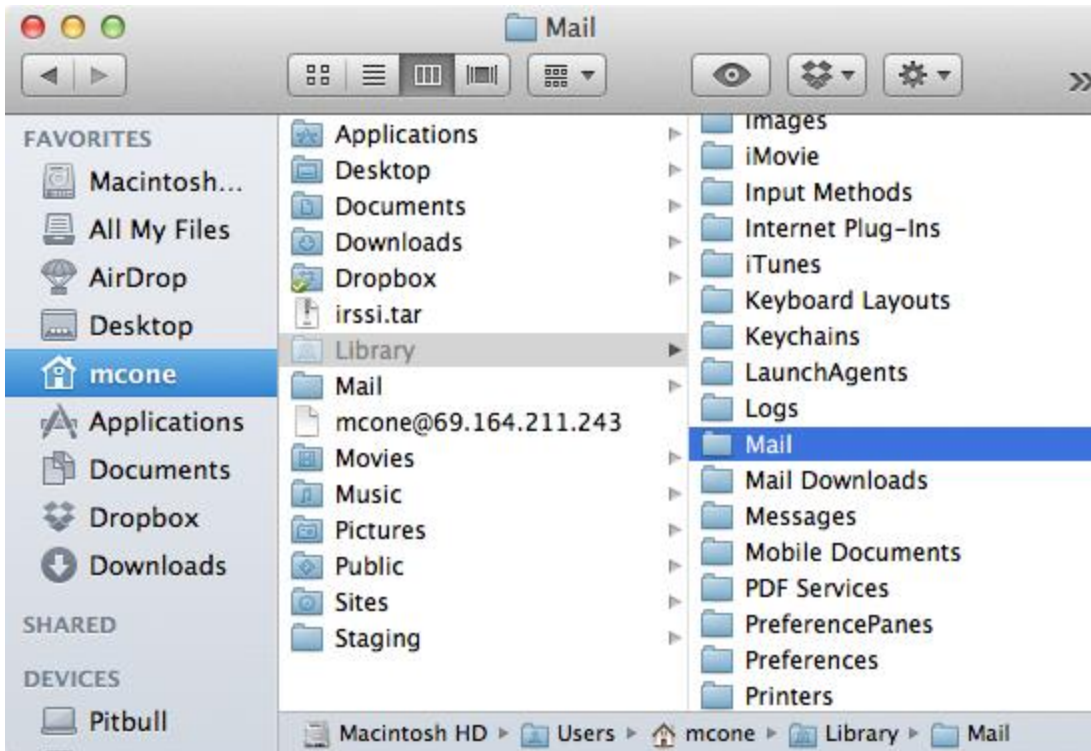 Mail
FAVORITES
Macintosh...
All My Files
AirDrop
Desktop
mcone
Applications
Documents
Dropbox
Downloads
SHARED
DEVICES
Pitbull
Applications
Desktop
Documents
Downloads
Dropbox
irssi.tar
Library
Mail
mcone@69.164.211.243
Movies
Music
Pictures
Public
Sites
Staging
Images
iMovie
Input Methods
Internet Plug-Ins
iTunes
Keyboard Layouts
Keychains
LaunchAgents
Logs
Mail
Mail Downloads
Messages
Mobile Documents
PDF Services
PreferencePanes
Preferences
Printers
Macintosh HD ▸ Users ▸ mcone ▸ Library ▸ Mail